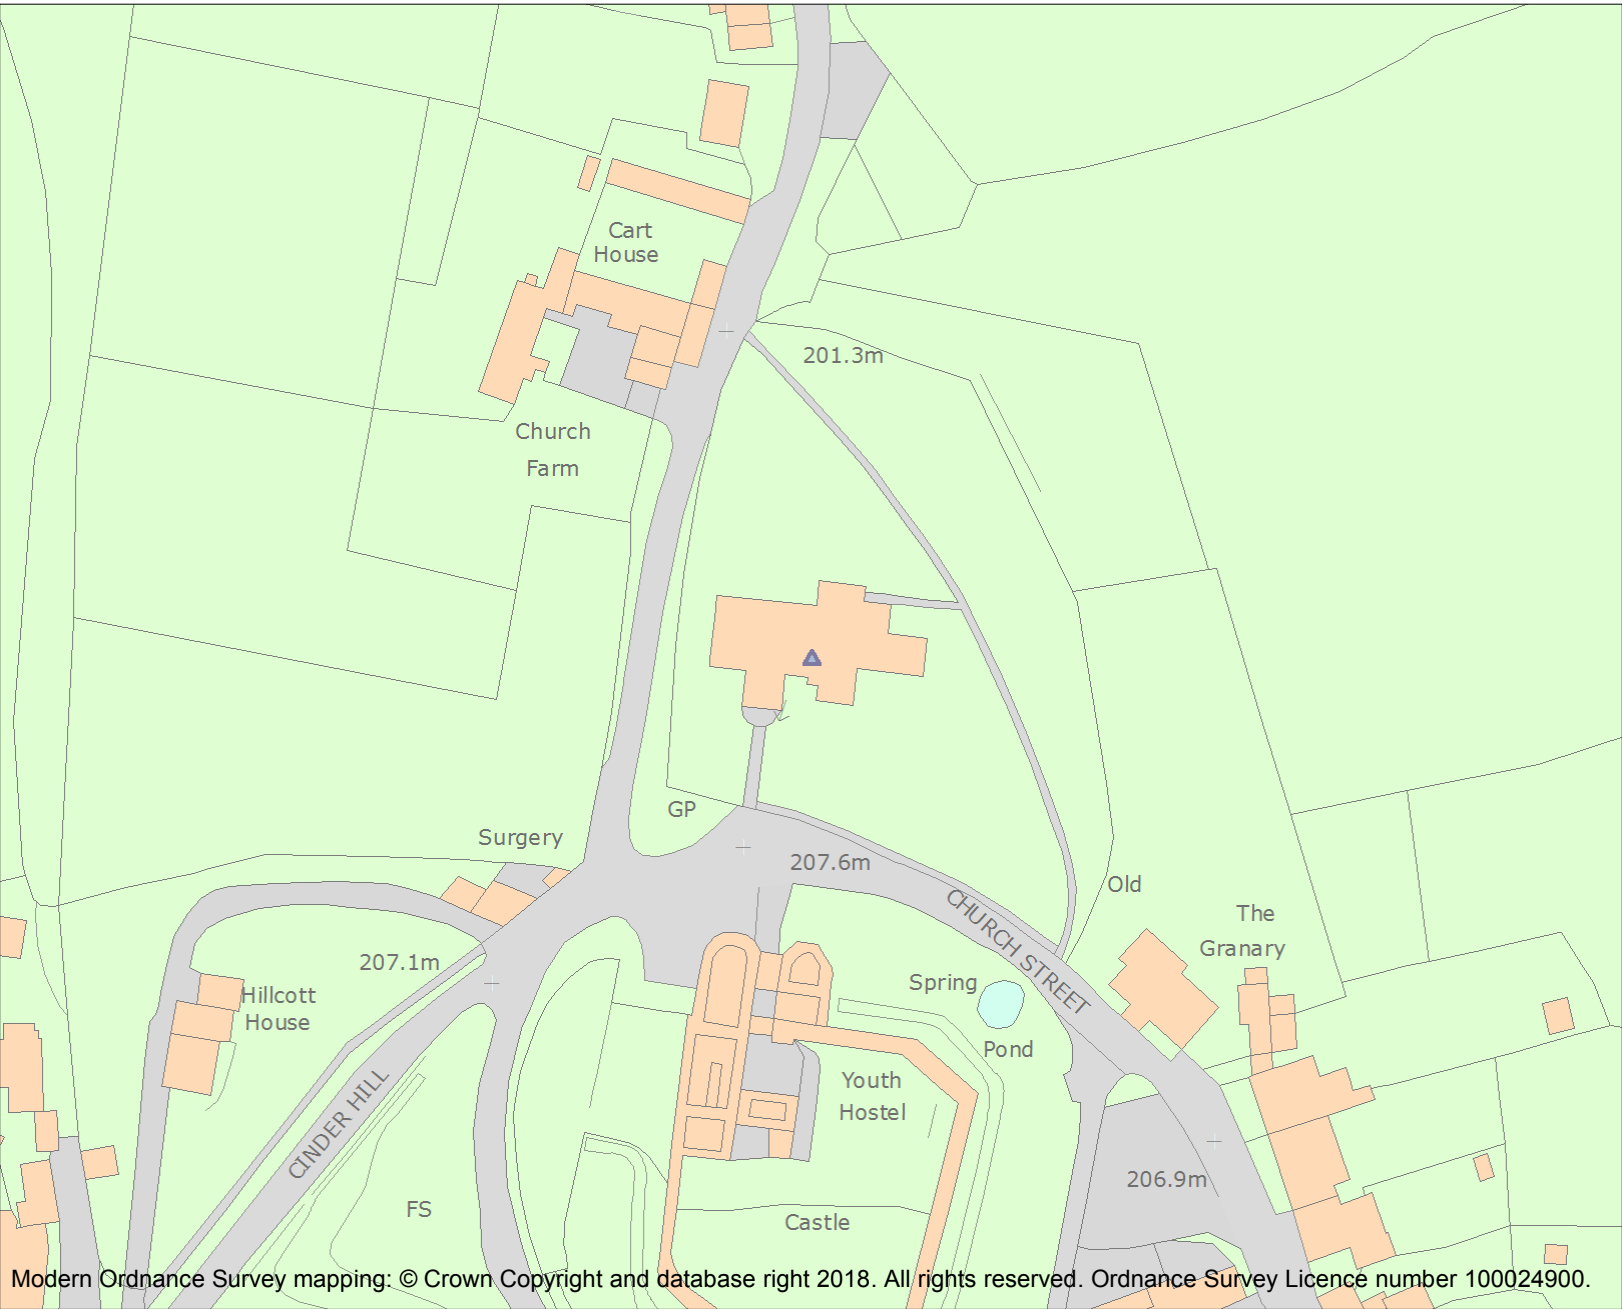 Cart
House
201.3m
Church
Farm
GP
Surgery
207.6m
CHURCH STREET
Old
The
Granary
207.1m
Hillcott
House
Spring
Pond
Youth
Hostel
CINDER HILL
206.9m
FS
Castle
Modern Ordnance Survey mapping: © Crown Copyright and database right 2018. All rights reserved. Ordnance Survey Licence number 100024900.